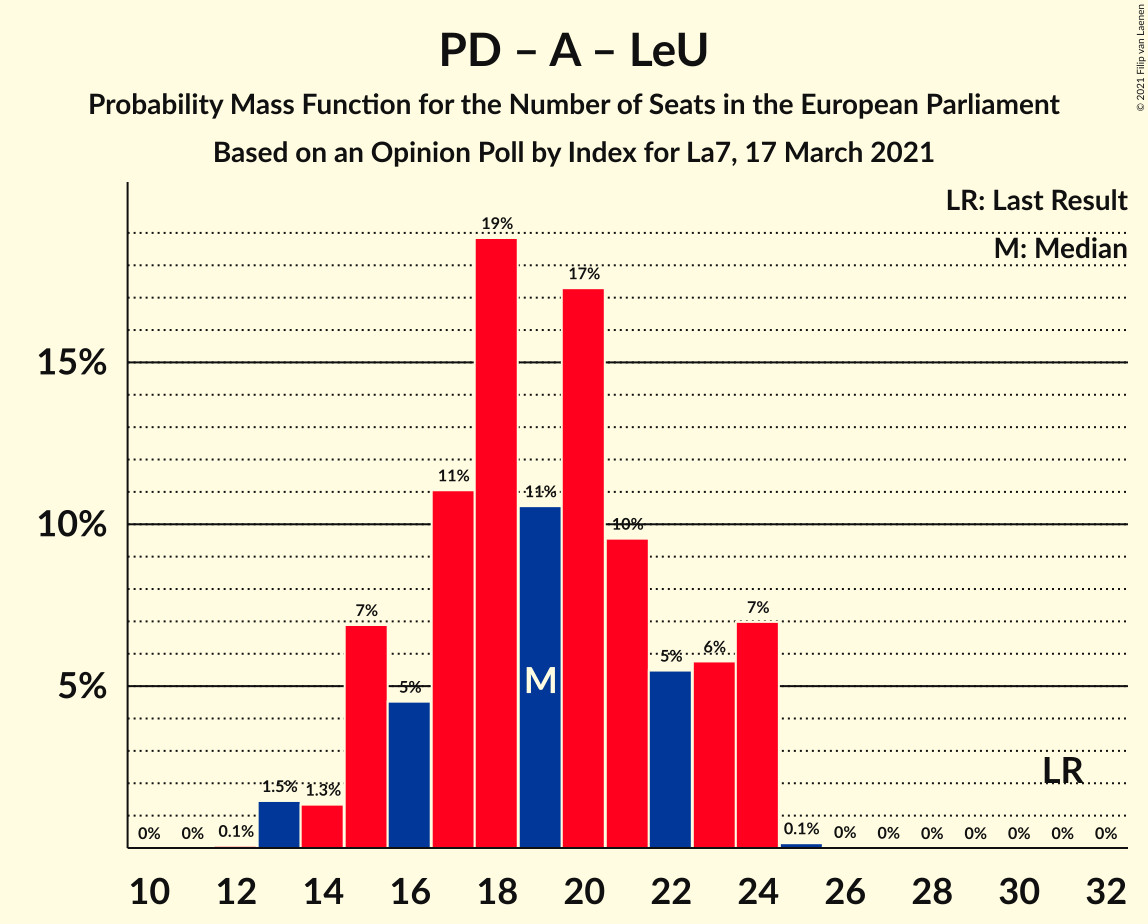 PD – A – LeU
Probability Mass Function for the Number of Seats in the European Parliament
Based on an Opinion Poll by Index for La7, 17 March 2021
© 2021 Filip van Laenen
LR: Last Result
M: Median
15%
10%
5%
0%
0%
0.1%
1.5%
1.3%
7%
5%
11%
19%
11%
17%
10%
5%
6%
7%
0.1%
0%
0%
0%
0%
0%
0%
0%
M
LR
10 12 14 16 18 20 22 24 26 28 30 32